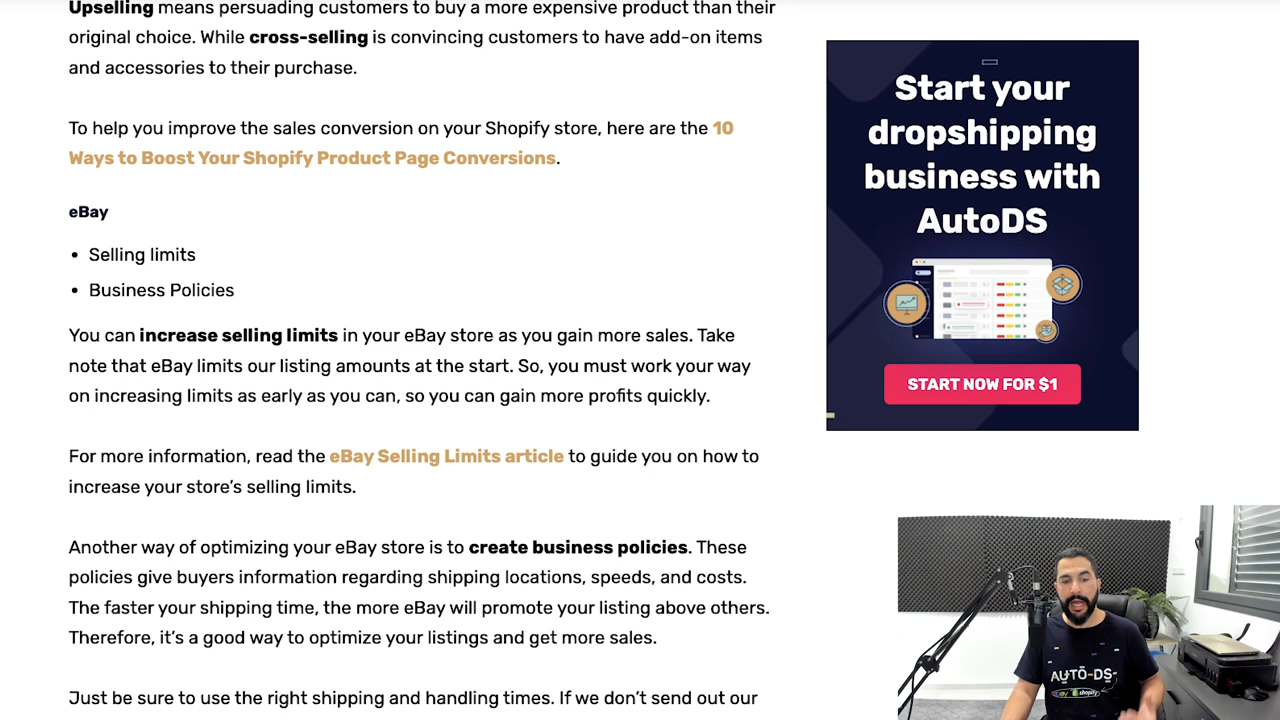 Upselling means persuading customers to buy a more expensive product than their
original choice. While cross-selling is convincing customers to have add-on items
and accessories to their purchase.
To help you improve the sales conversion on your Shopify store, here are the 10
Ways to Boost Your Shopify Product Page Conversions.
eBay
• Selling limits
• Business Policies
You can increase selling limits in your eBay store as you gain more sales. Take
note that eBay limits our listing amounts at the start. So, you must work your way
on increasing limits as early as you can, so you can gain more profits quickly.
For more information, read the eBay Selling Limits article to guide you on how to
increase your store's selling limits.
Another way of optimizing your eBay store is to create business policies. These
policies give buyers information regarding shipping locations, speeds, and costs.
The faster your shipping time, the more eBay will promote your listing above others.
Therefore, it's a good way to optimize your listings and get more sales.
Just be sure to use the right shipping and handling times. If we don't send out our
Start your
dropshipping
business with
AutoDS
START NOW FOR $1
AUTO-DS
shopify